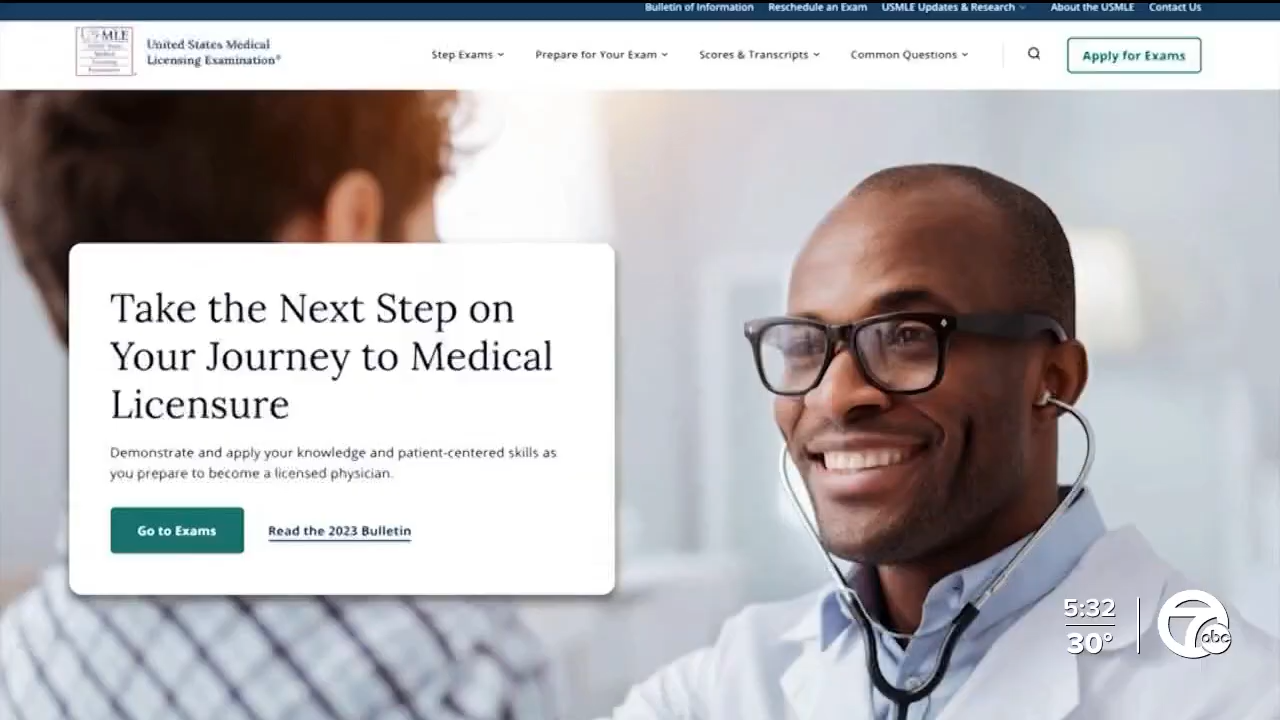 Bulletin of Information Reschedule an Exam USMLE Updates & Research About the USMLE Contact Us
USMLE
United States Medical
Licensing Examination®
Step Exams Prepare for Your Exam Scores & Transcripts Common Questions Apply for Exams
Take the Next Step on
Your Journey to Medical
Licensure
Demonstrate and apply your knowledge and patient-centered skills as
you prepare to become a licensed physician.
Go to Exams Read the 2023 Bulletin
5:32
30°
7 abc